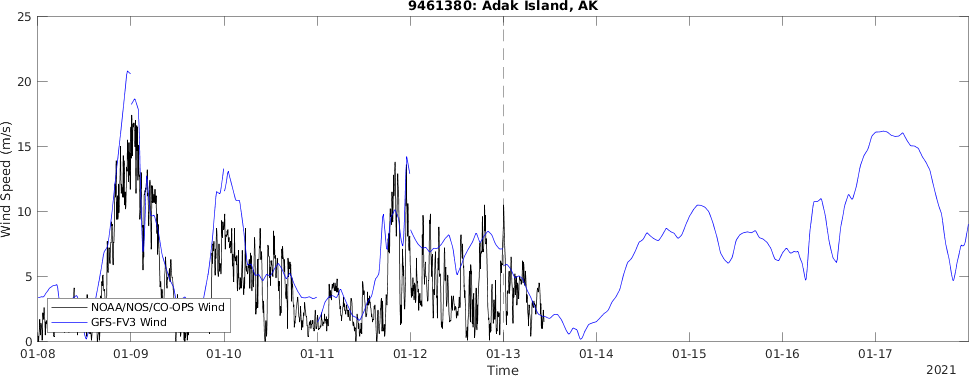 9461380: Adak Island, AK
Wind Speed (m/s)
25
20
15
10
5
0
NOAA/NOS/CO-OPS Wind
GFS-FV3 Wind
01-08 01-09 01-10 01-11 01-12 01-13 01-14 01-15 01-16 01-17
Time
2021